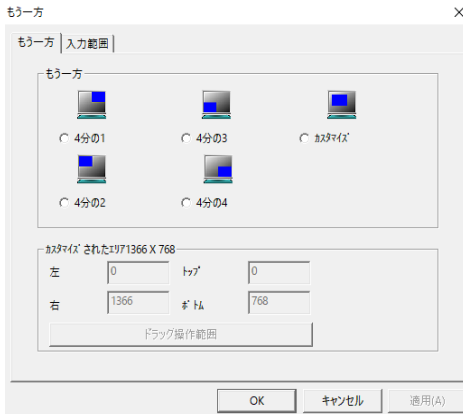 もう一方
もう一方 入力範囲
もう一方
4分の1 4分の3 ｶｽﾀﾏｲｽﾞ
4分の2 4分の4
ｶｽﾀﾏｲｽﾞされたｴﾘｱ1366 X 768
左 0 ﾄｯﾌﾟ 0
右 1366 ﾎﾞﾄﾑ 768
ドラッグ操作範囲
OK キャンセル 適用(A)